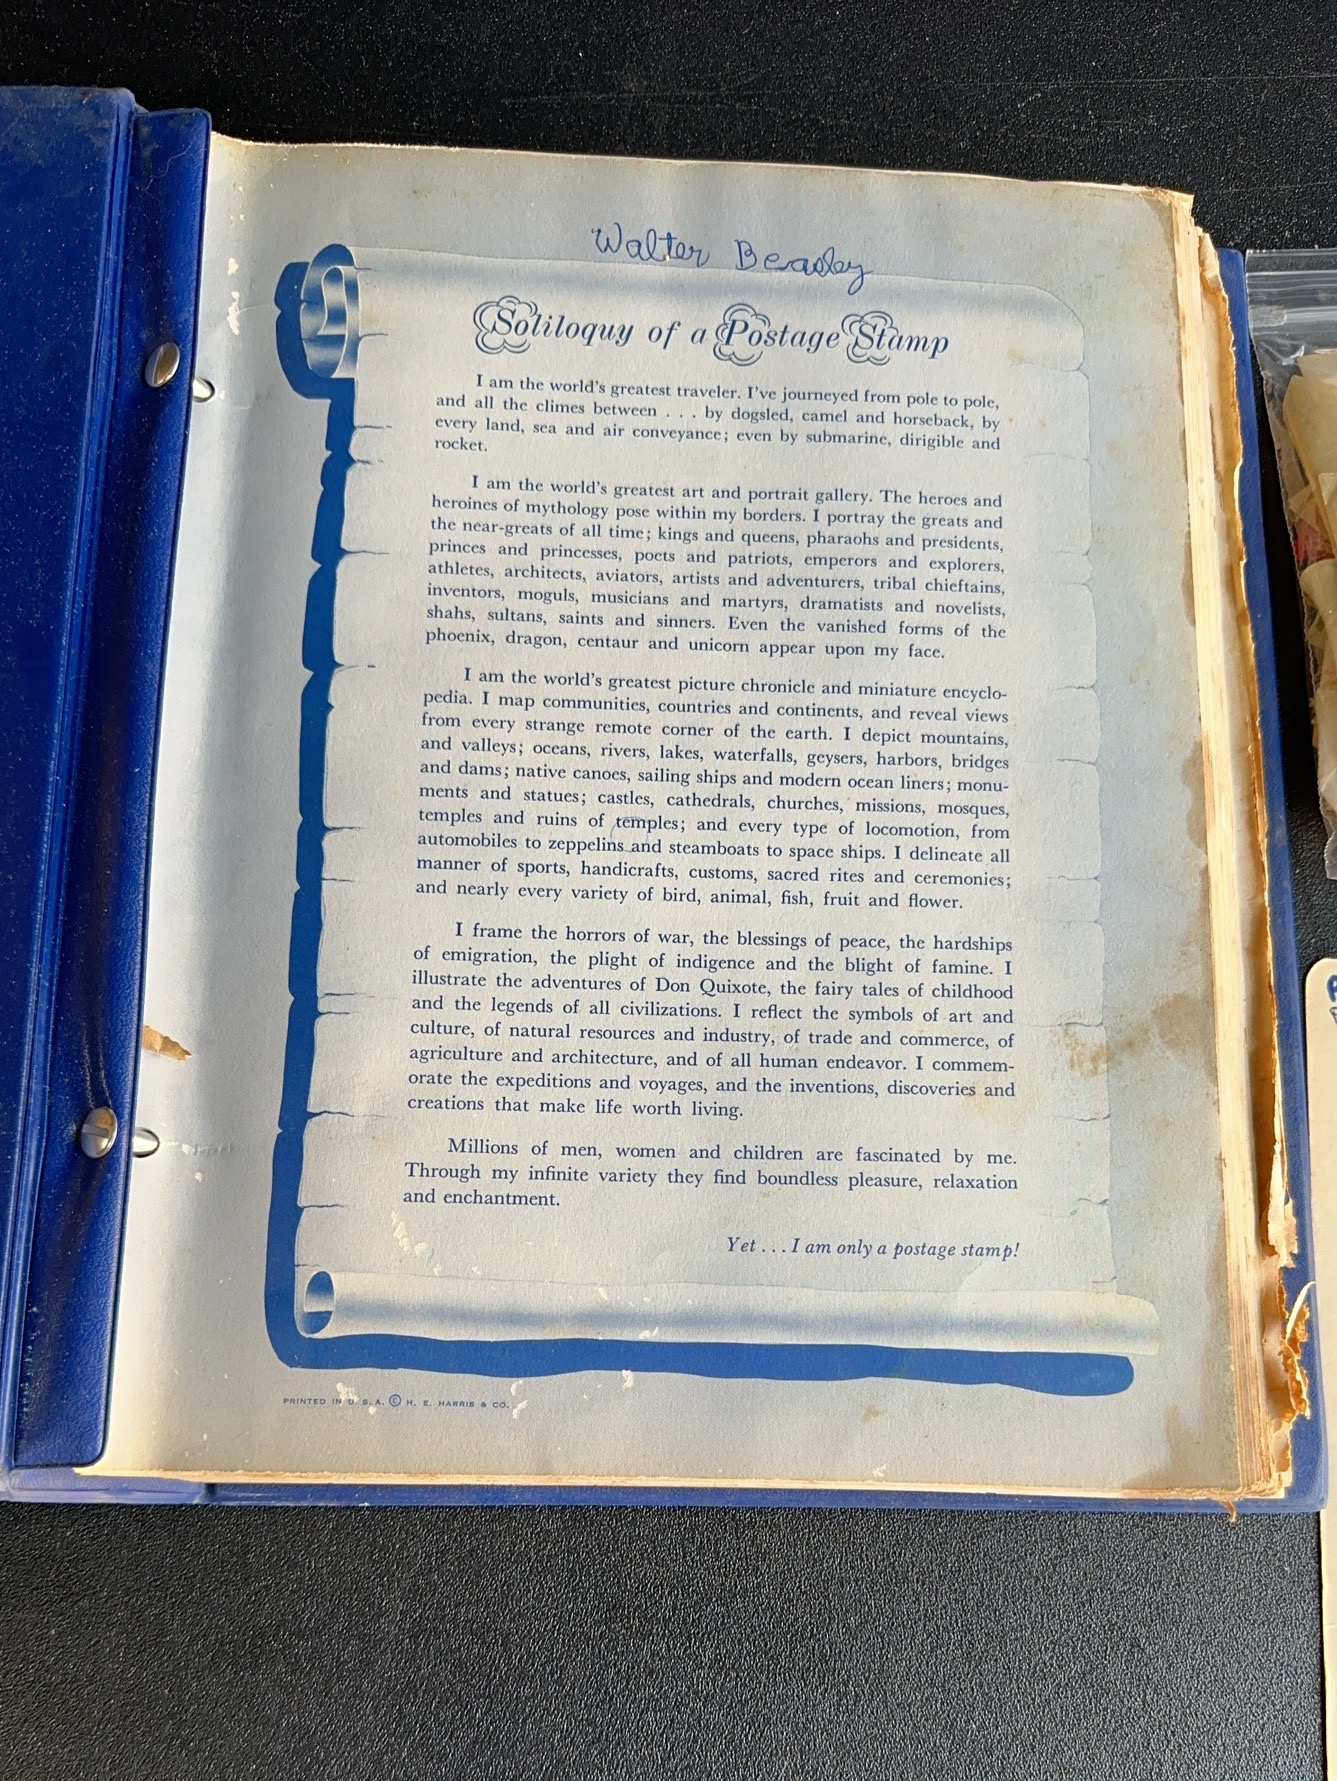 Walter Beasley
Soliloquy of a Postage Stamp
I am the world's greatest traveler. I've journeyed from pole to pole,
and all the climes between . . . by dogsled, camel and horseback, by
every land, sea and air conveyance; even by submarine, dirigible and
rocket.
I am the world's greatest art and portrait gallery. The heroes and
heroines of mythology pose within my borders. I portray the greats and
the near-greats of all time; kings and queens, pharaohs and presidents,
princes and princesses, poets and patriots, emperors and explorers,
athletes, architects, aviators, artists and adventurers, tribal chieftains,
inventors, moguls, musicians and martyrs, dramatists and novelists,
shahs, sultans, saints and sinners. Even the vanished forms of the
phoenix, dragon, centaur and unicorn appear upon my face.
I am the world's greatest picture chronicle and miniature encyclo-
pedia. I map communities, countries and continents, and reveal views
from every strange remote corner of the earth. I depict mountains,
and valleys; oceans, rivers, lakes, waterfalls, geysers, harbors, bridges
and dams; native canoes, sailing ships and modern ocean liners; monu-
ments and statues; castles, cathedrals, churches, missions, mosques,
temples and ruins of temples; and every type of locomotion, from
automobiles to zeppelins and steamboats to space ships. I delineate all
manner of sports, handicrafts, customs, sacred rites and ceremonies;
and nearly every variety of bird, animal, fish, fruit and flower.
I frame the horrors of war, the blessings of peace, the hardships
of emigration, the plight of indigence and the blight of famine. I
illustrate the adventures of Don Quixote, the fairy tales of childhood
and the legends of all civilizations. I reflect the symbols of art and
culture, of natural resources and industry, of trade and commerce, of
agriculture and architecture, and of all human endeavor. I commem-
orate the expeditions and voyages, and the inventions, discoveries and
creations that make life worth living.
Millions of men, women and children are fascinated by me.
Through my infinite variety they find boundless pleasure, relaxation
and enchantment.
Yet . . . I am only a postage stamp!
PRINTED IN U. S. A. © H. E. HARRIS & CO.